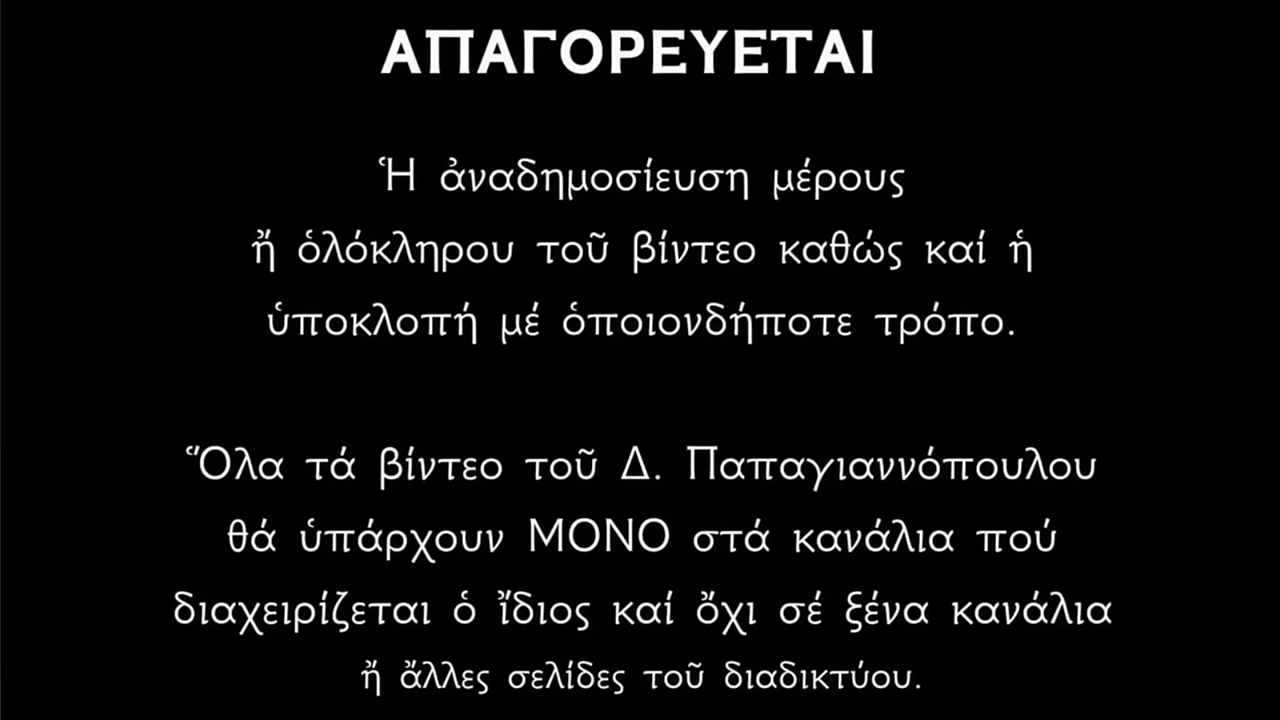 ΑΠΑΓΟΡΕΥΕΤΑΙ
Ἡ ἀναδημοσίευση μέρους
ἤ ὁλόκληρου τοῦ βίντεο καθώς καί ἡ
ὑποκλοπή μέ ὁποιονδήποτε τρόπο.
Ὅλα τά βίντεο τοῦ Δ. Παπαγιαννόπουλου
θά ὑπάρχουν ΜΟΝΟ στά κανάλια πού
διαχειρίζεται ὁ ἴδιος καί ὄχι σέ ξένα κανάλια
ἤ ἄλλες σελίδες τοῦ διαδικτύου.